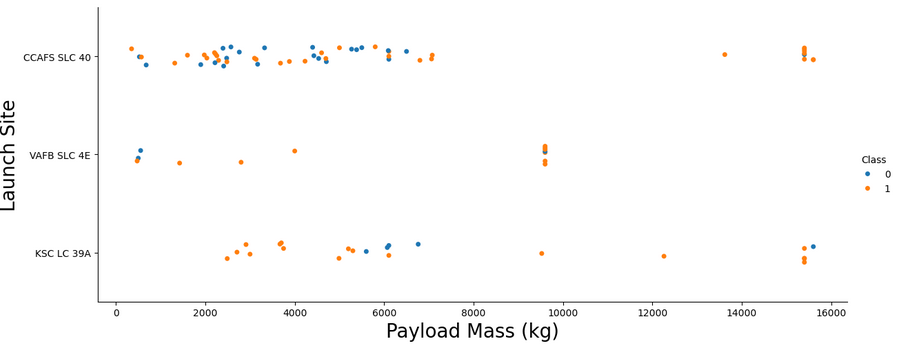 Launch Site
CCAFS SLC 40
VAFB SLC 4E
KSC LC 39A
0 2000 4000 6000 8000 10000 12000 14000 16000
Payload Mass (kg)
Class
0
1